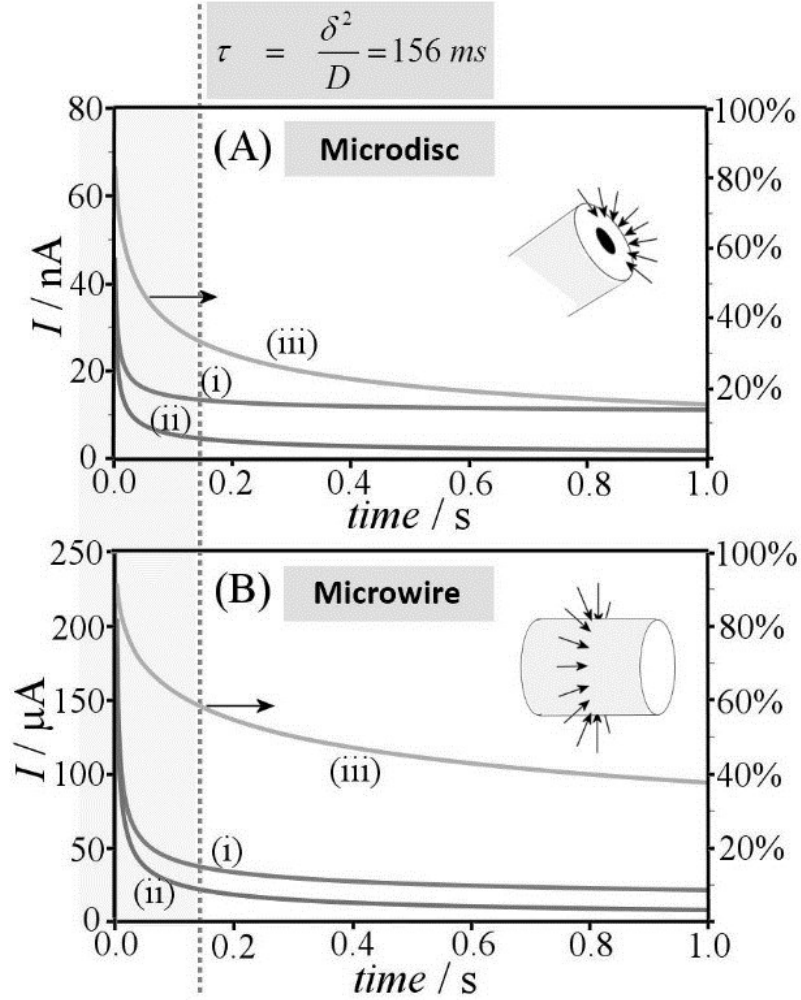 τ = δ²/D = 156 ms
80 100%
(A) Microdisc
60 80%
60%
I / nA
40
40%
(iii)
20
(i) 20%
(ii)
0
0.0 0.2 0.4 0.6 0.8 1.0
time / s
250 100%
(B) Microwire
200 80%
150 60%
I / μA
100 40%
(iii)
50 (i) 20%
(ii)
0
0.0 0.2 0.4 0.6 0.8 1.0
time / s